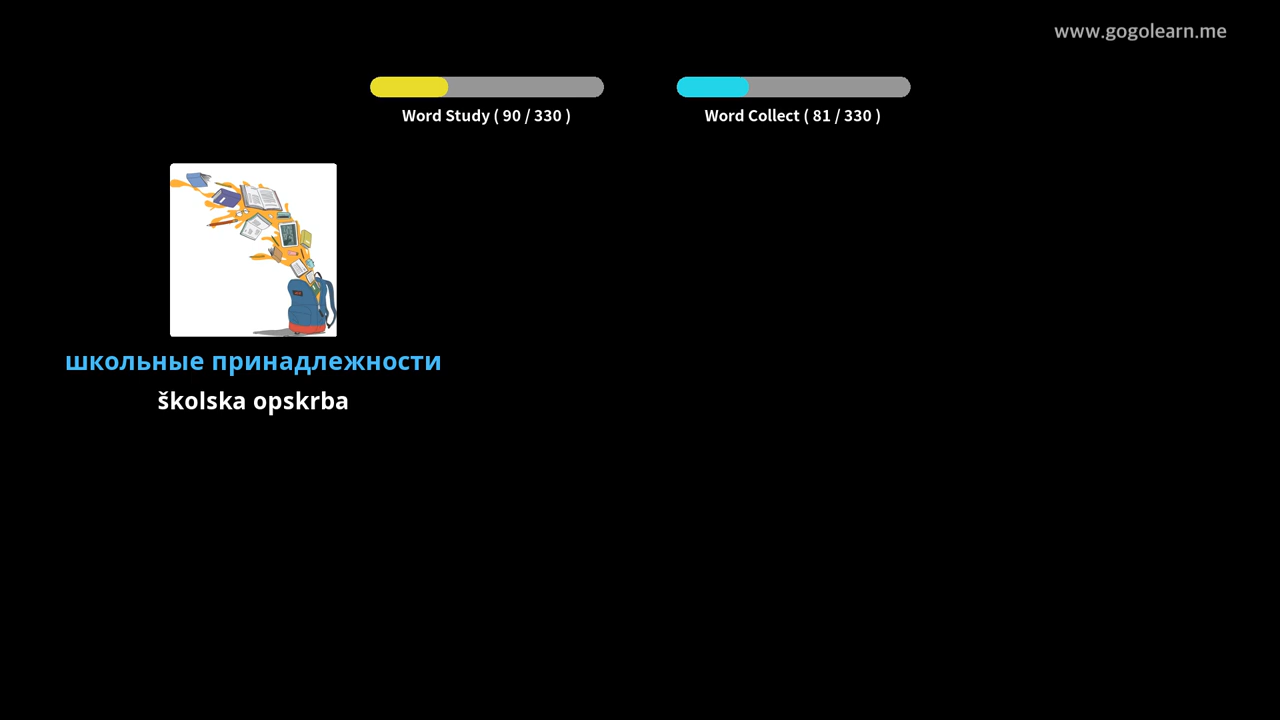 www.gogolearn.me
Word Study ( 90 / 330 )
Word Collect ( 81 / 330 )
школьные принадлежности
školska opskrba